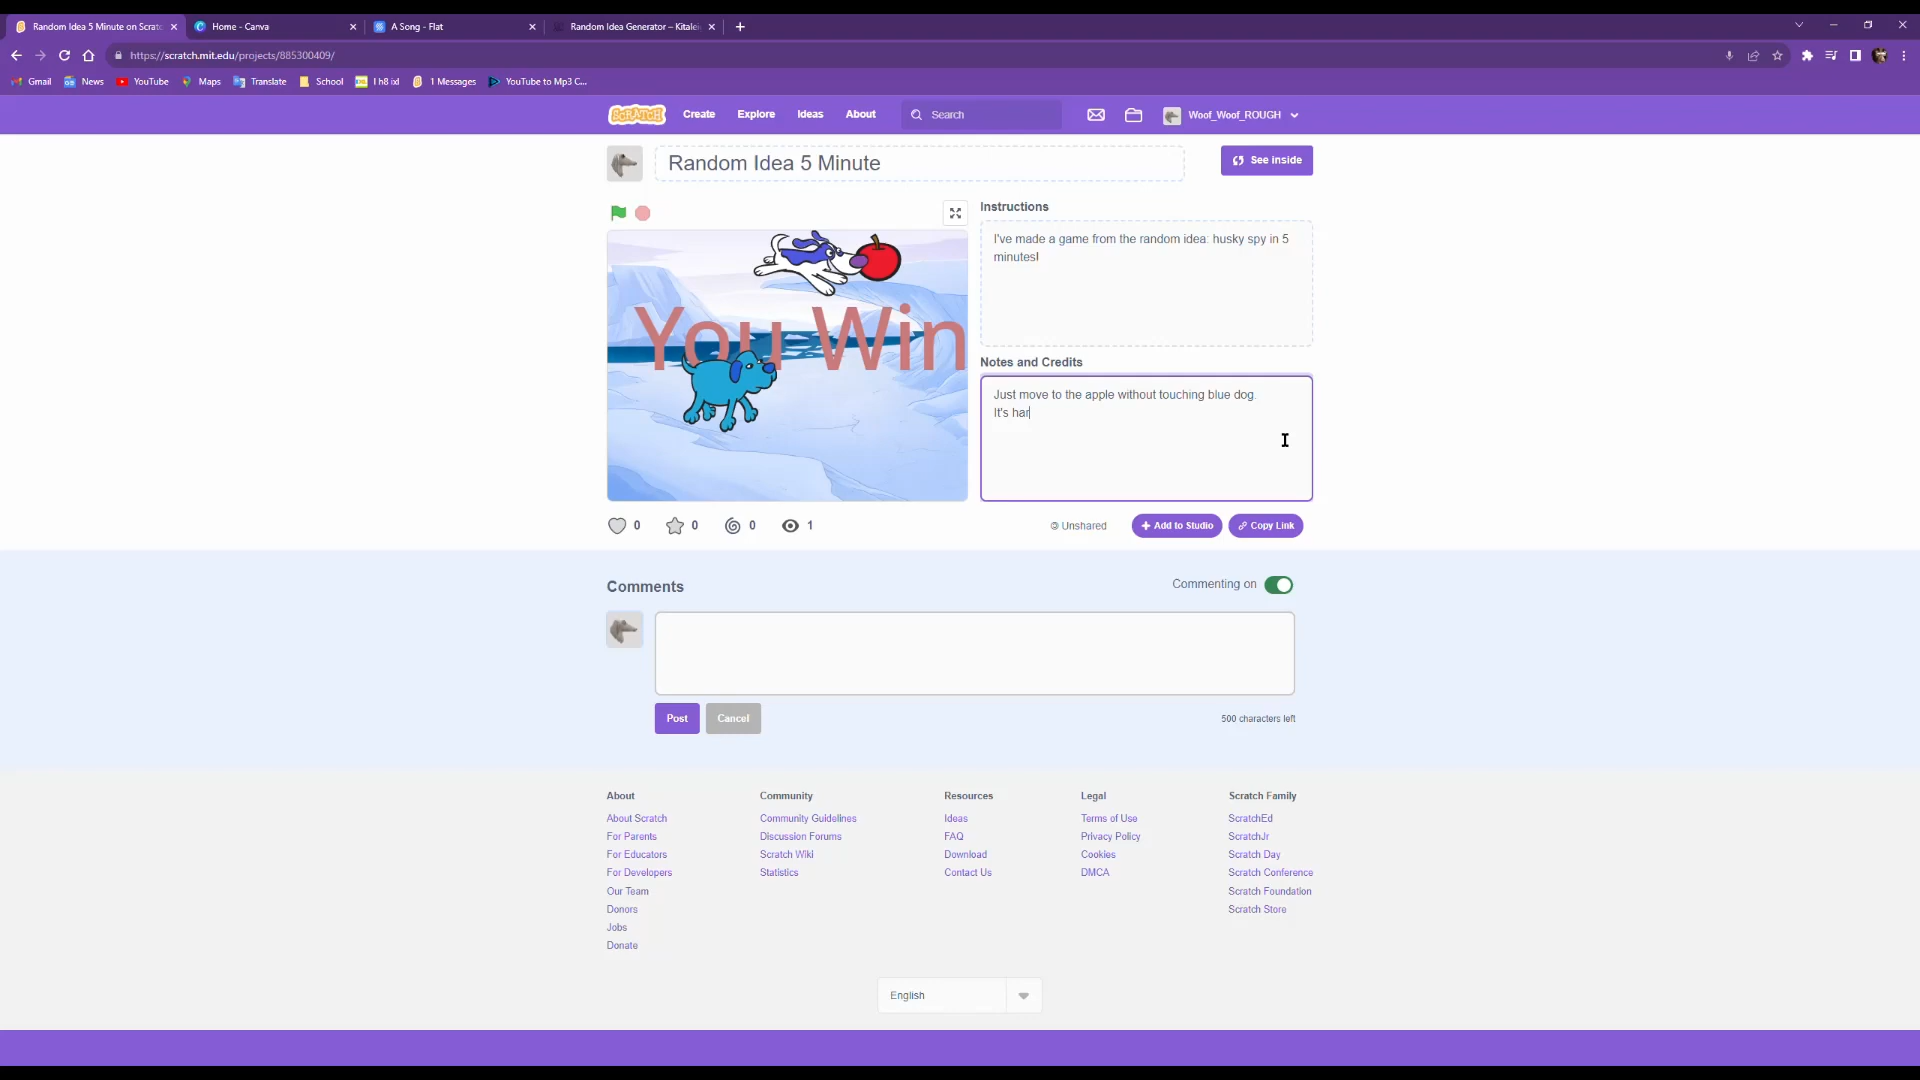 Random Idea 5 Minute on Scratc
Home - Canva
A Song - Flat
Random Idea Generator – Kitale
https://scratch.mit.edu/projects/885300409/
Gmail
News
YouTube
Maps
Translate
School
I h8 ixl
1 Messages
YouTube to Mp3 C...
SCRATCH
Create
Explore
Ideas
About
Search
Woof_Woof_ROUGH
Random Idea 5 Minute
See inside
Instructions
I've made a game from the random idea: husky spy in 5
minutes!
You Win
Notes and Credits
Just move to the apple without touching blue dog.
It's har
0
0
0
1
Unshared
Add to Studio
Copy Link
Comments
Commenting on
Post
Cancel
500 characters left
About
About Scratch
For Parents
For Educators
For Developers
Our Team
Donors
Jobs
Donate
Community
Community Guidelines
Discussion Forums
Scratch Wiki
Statistics
Resources
Ideas
FAQ
Download
Contact Us
Legal
Terms of Use
Privacy Policy
Cookies
DMCA
Scratch Family
ScratchEd
ScratchJr
Scratch Day
Scratch Conference
Scratch Foundation
Scratch Store
English